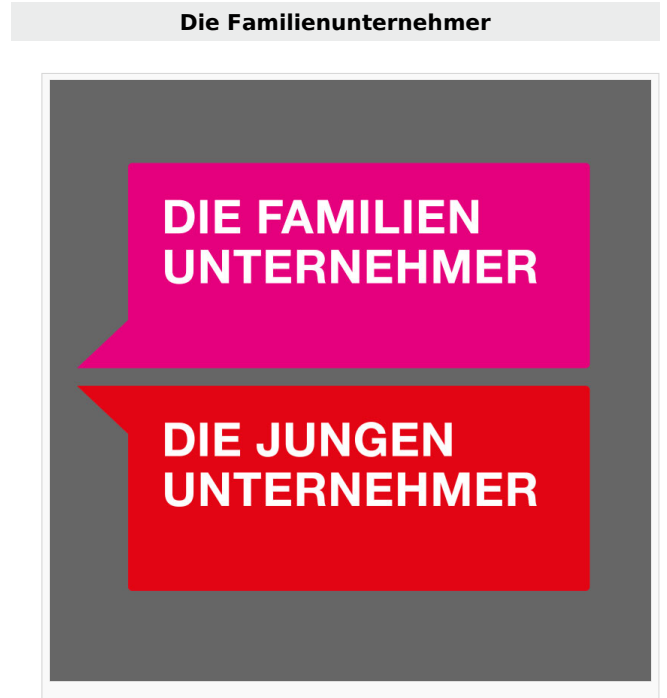 Die Familienunternehmer
DIE FAMILIEN
UNTERNEHMER
DIE JUNGEN
UNTERNEHMER